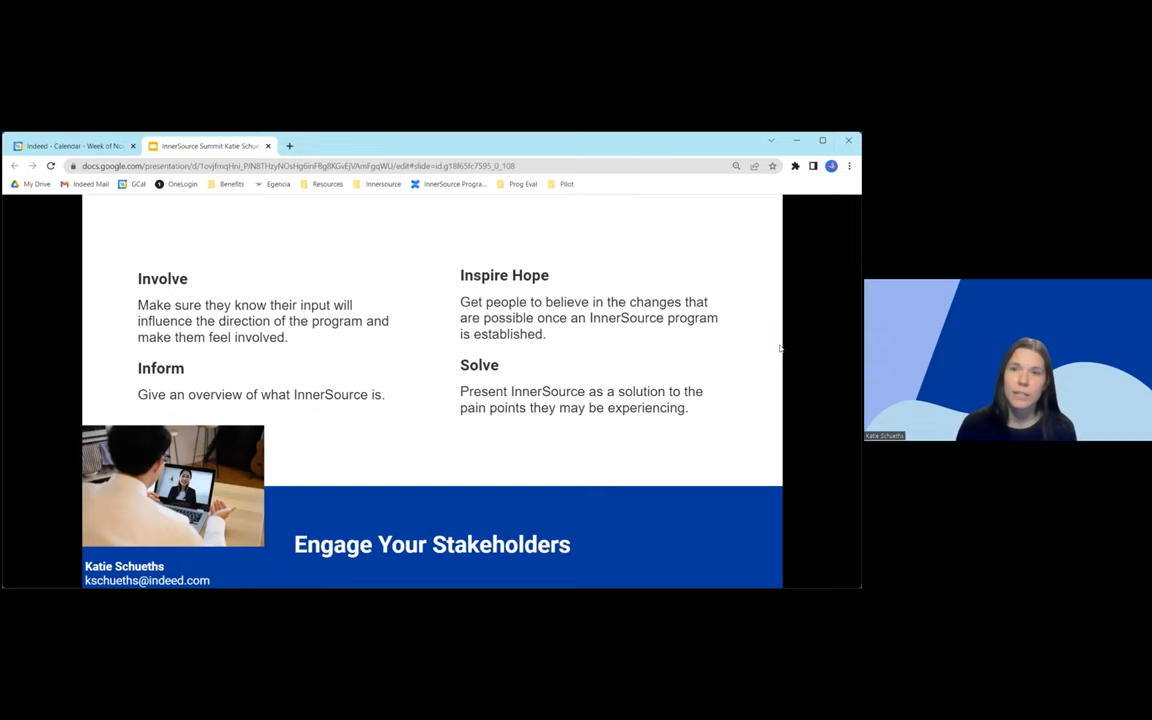 Indeed - Calendar - Week of No
InnerSource Summit Katie Schu
docs.google.com/presentation/d/1ovjfmqHni_PJN8THzyNOsHg6inFBg8KGvEjVAmFgqWU/edit#slide=id.g18f65fc7595_0_108
My Drive
Indeed Mail
GCal
OneLogin
Benefits
Egencia
Resources
Innersource
InnerSource Progra...
Prog Eval
Pilot
Involve
Make sure they know their input will
influence the direction of the program and
make them feel involved.
Inform
Give an overview of what InnerSource is.
Inspire Hope
Get people to believe in the changes that
are possible once an InnerSource program
is established.
Solve
Present InnerSource as a solution to the
pain points they may be experiencing.
Engage Your Stakeholders
Katie Schueths
kschueths@indeed.com
Katie Schueths